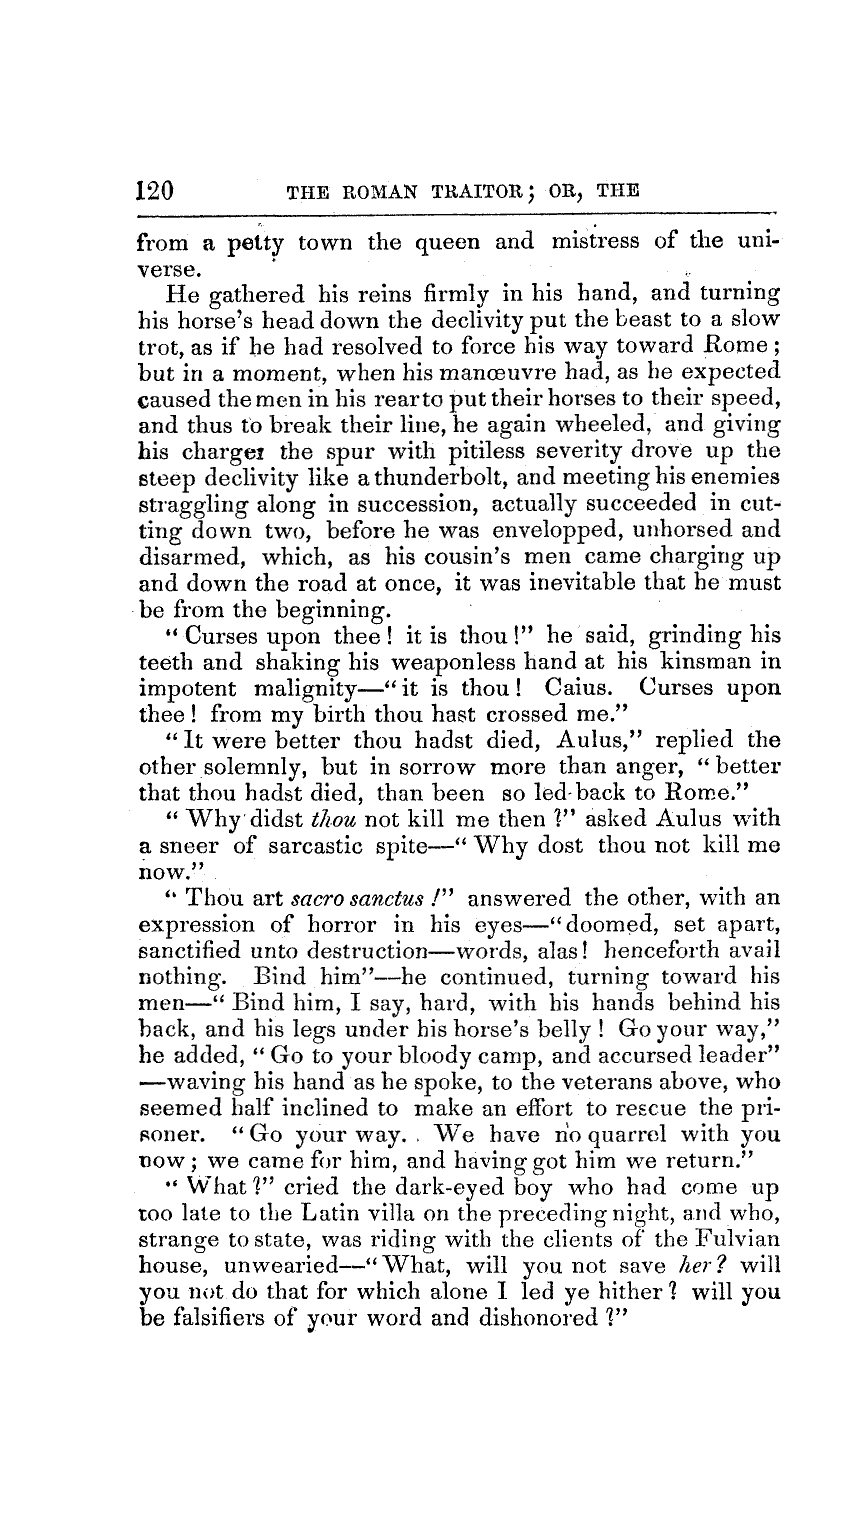 120 THE ROMAN TRAITOR; OR, THE
from a petty town the queen and mistress of the uni-
verse.
He gathered his reins firmly in his hand, and turning
his horse's head down the declivity put the beast to a slow
trot, as if he had resolved to force his way toward Rome;
but in a moment, when his manœuvre had, as he expected
caused the men in his rear to put their horses to their speed,
and thus to break their line, he again wheeled, and giving
his charger the spur with pitiless severity drove up the
steep declivity like a thunderbolt, and meeting his enemies
straggling along in succession, actually succeeded in cut-
ting down two, before he was envelopped, unhorsed and
disarmed, which, as his cousin's men came charging up
and down the road at once, it was inevitable that he must
be from the beginning.
"Curses upon thee! it is thou!" he said, grinding his
teeth and shaking his weaponless hand at his kinsman in
impotent malignity—"it is thou! Caius. Curses upon
thee! from my birth thou hast crossed me."
"It were better thou hadst died, Aulus," replied the
other solemnly, but in sorrow more than anger, "better
that thou hadst died, than been so led back to Rome."
"Why didst thou not kill me then?" asked Aulus with
a sneer of sarcastic spite—"Why dost thou not kill me
now."
"Thou art sacro sanctus!" answered the other, with an
expression of horror in his eyes—"doomed, set apart,
sanctified unto destruction—words, alas! henceforth avail
nothing. Bind him"—he continued, turning toward his
men—"Bind him, I say, hard, with his hands behind his
back, and his legs under his horse's belly! Go your way,"
he added, "Go to your bloody camp, and accursed leader"
—waving his hand as he spoke, to the veterans above, who
seemed half inclined to make an effort to rescue the pri-
soner. "Go your way. We have no quarrel with you
now; we came for him, and having got him we return."
"What?" cried the dark-eyed boy who had come up
too late to the Latin villa on the preceding night, and who,
strange to state, was riding with the clients of the Fulvian
house, unwearied—"What, will you not save her? will
you not do that for which alone I led ye hither? will you
be falsifiers of your word and dishonored?"